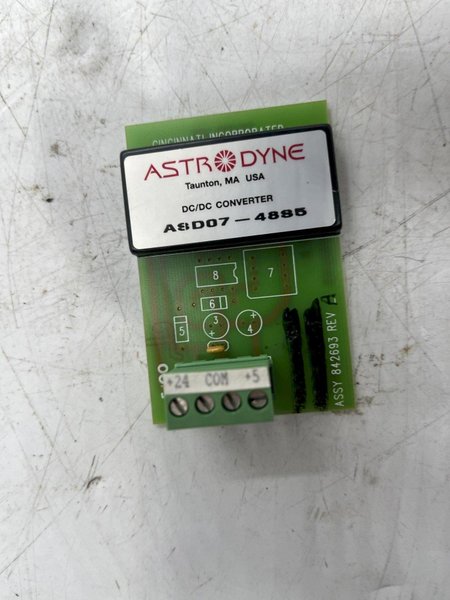 CINCINNATI INCORPORATED
ASTRODYNE
Taunton, MA USA
DC/DC CONVERTER
ASD07-48S5
8
7
6
5
3
+
+
4
+24 COM +5
ASSY 842693 REV A